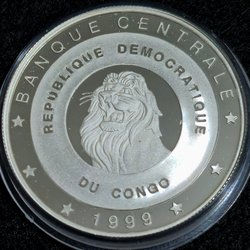 BANQUE CENTRALE
REPUBLIQUE DEMOCRATIQUE
DU CONGO
1999